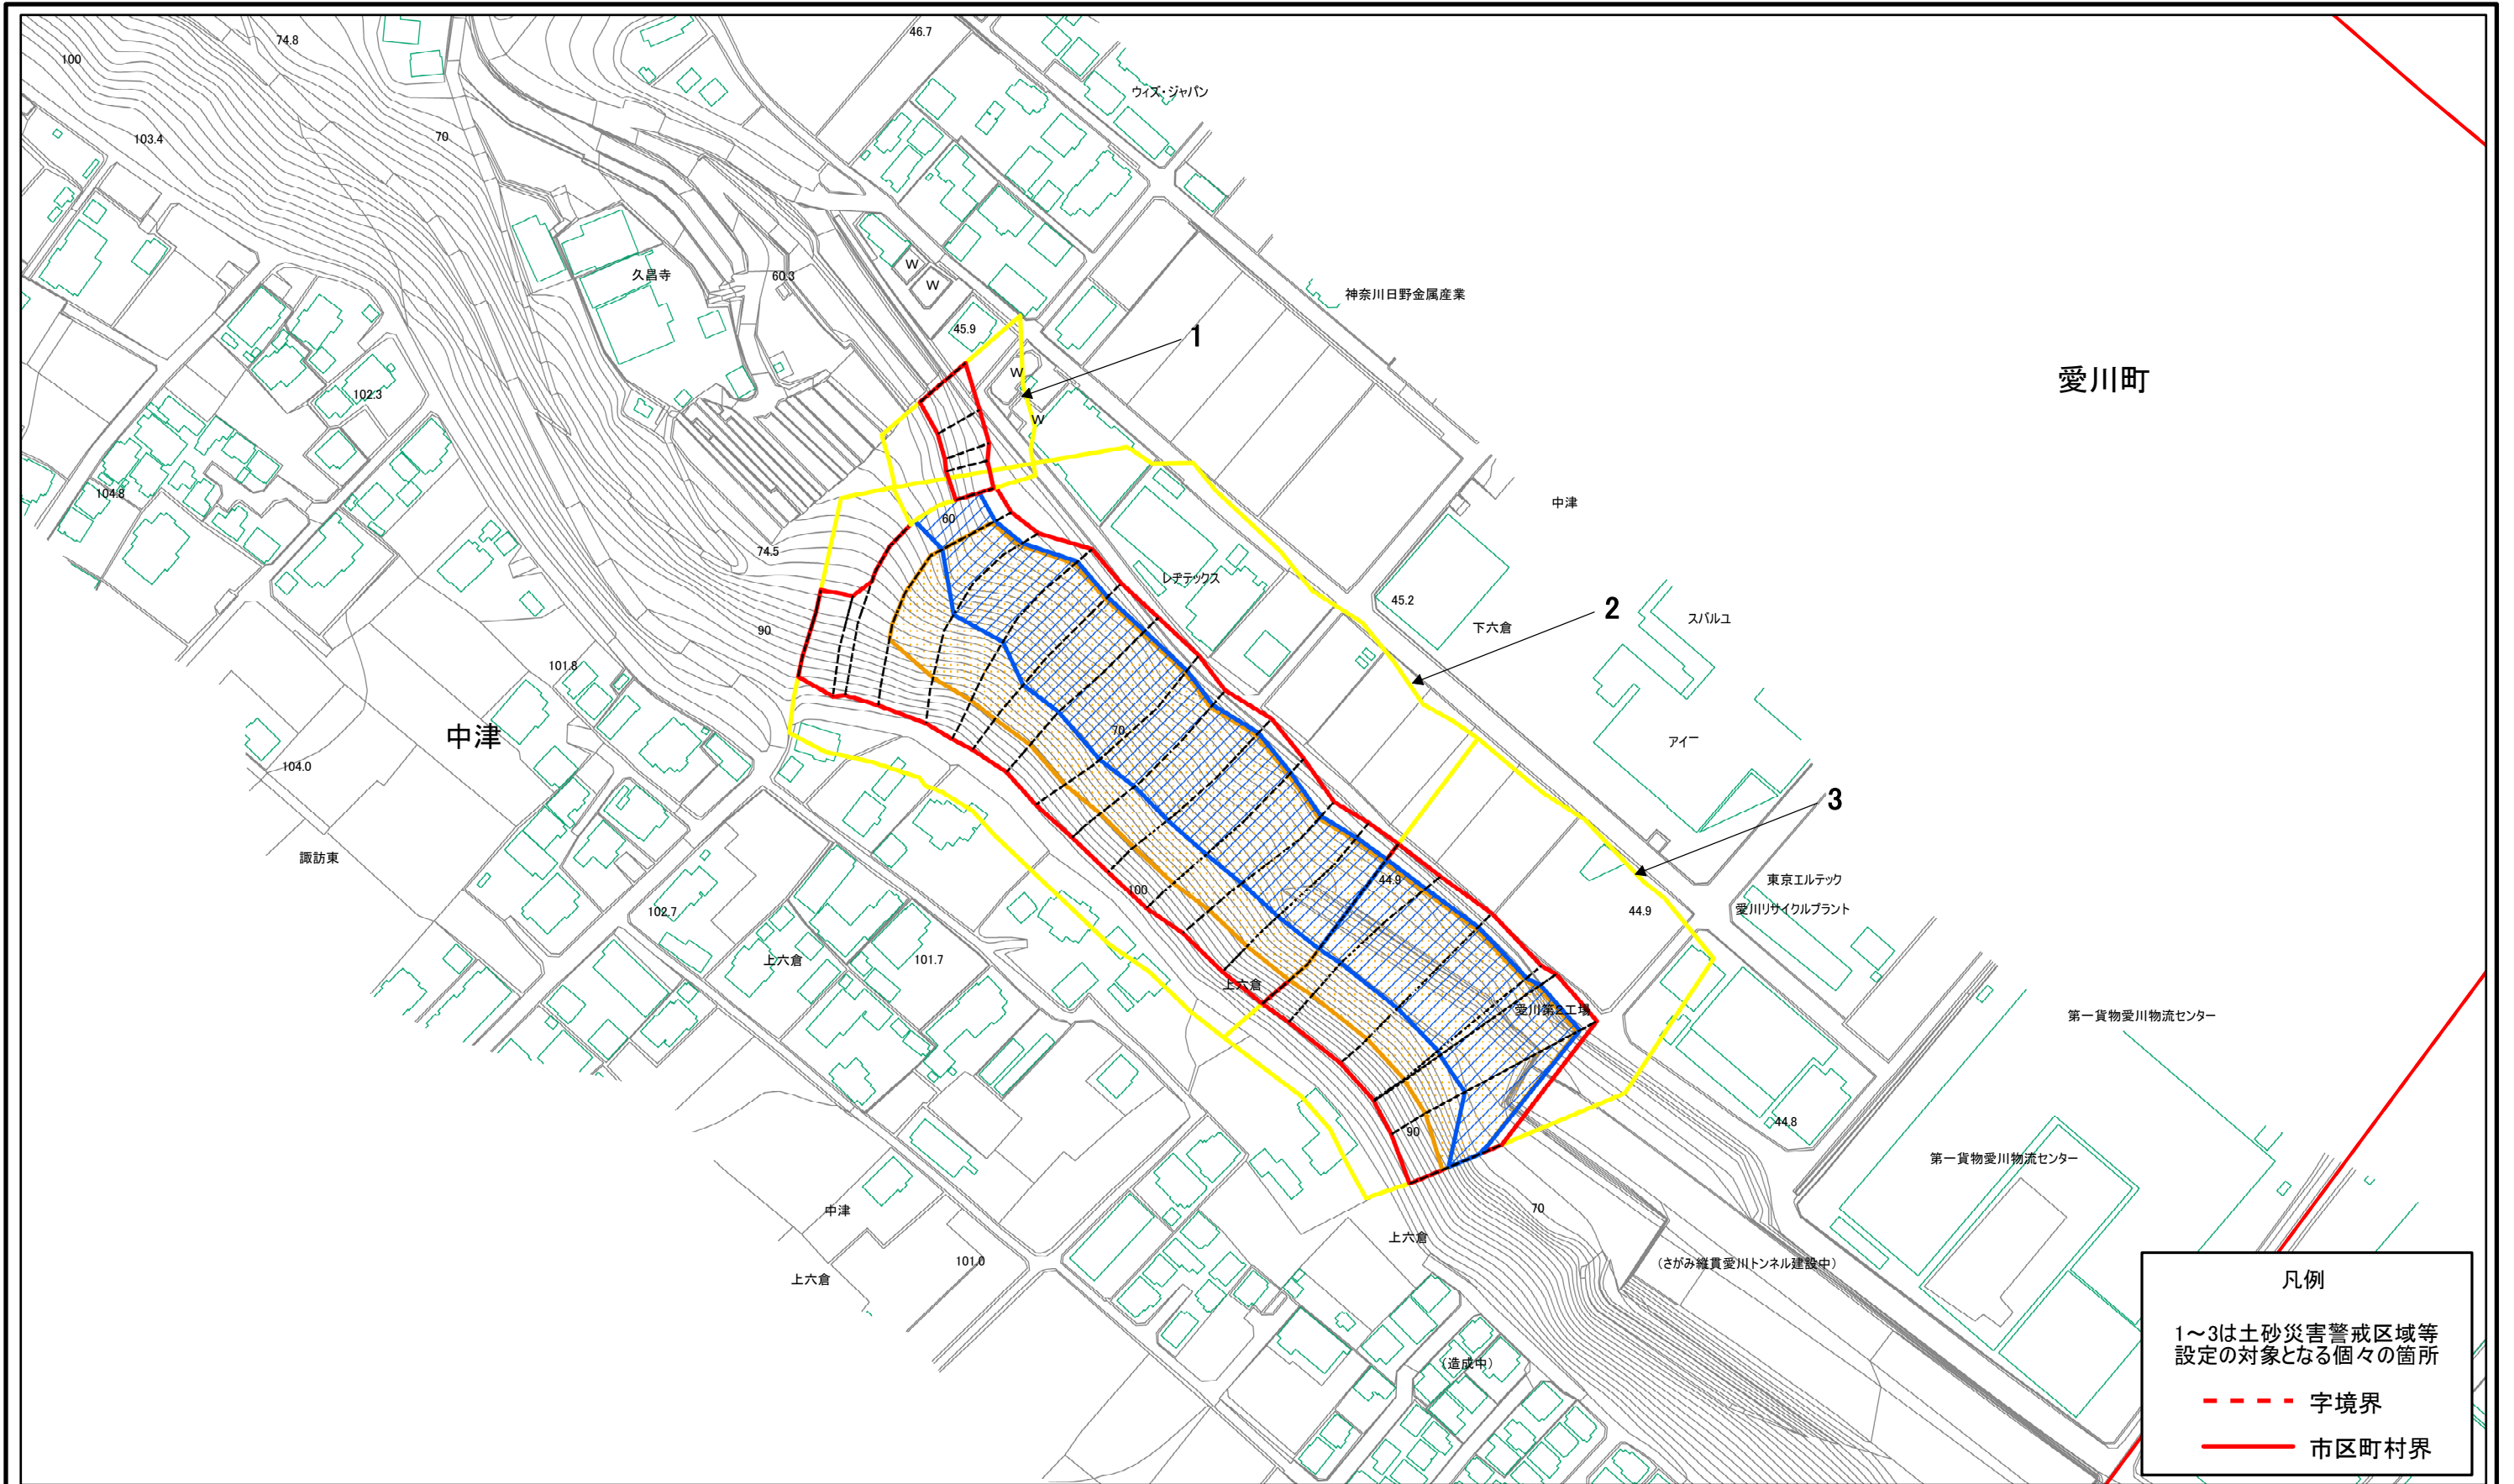 74.8
46.7
100
ウィズ・ジャパン
103.4
70
久昌寺
60.3
W
W
神奈川日野金属産業
45.9
1
W
愛川町
102.3
W
104.8
中津
60
74.5
レヂテックス
45.2
2
スバルユ
下六倉
90
101.8
中津
70
アイー
104.0
3
諏訪東
44.9
東京エルテック
100
愛川リサイクルプラント
44.9
102.7
上六倉
101.7
上六倉
愛川第2工場
第一貨物愛川物流センター
44.8
90
第一貨物愛川物流センター
中津
70
上六倉
101.0
(さがみ縦貫愛川トンネル建設中)
上六倉
凡例
1～3は土砂災害警戒区域等
設定の対象となる個々の箇所
(造成中)
字境界
市区町村界